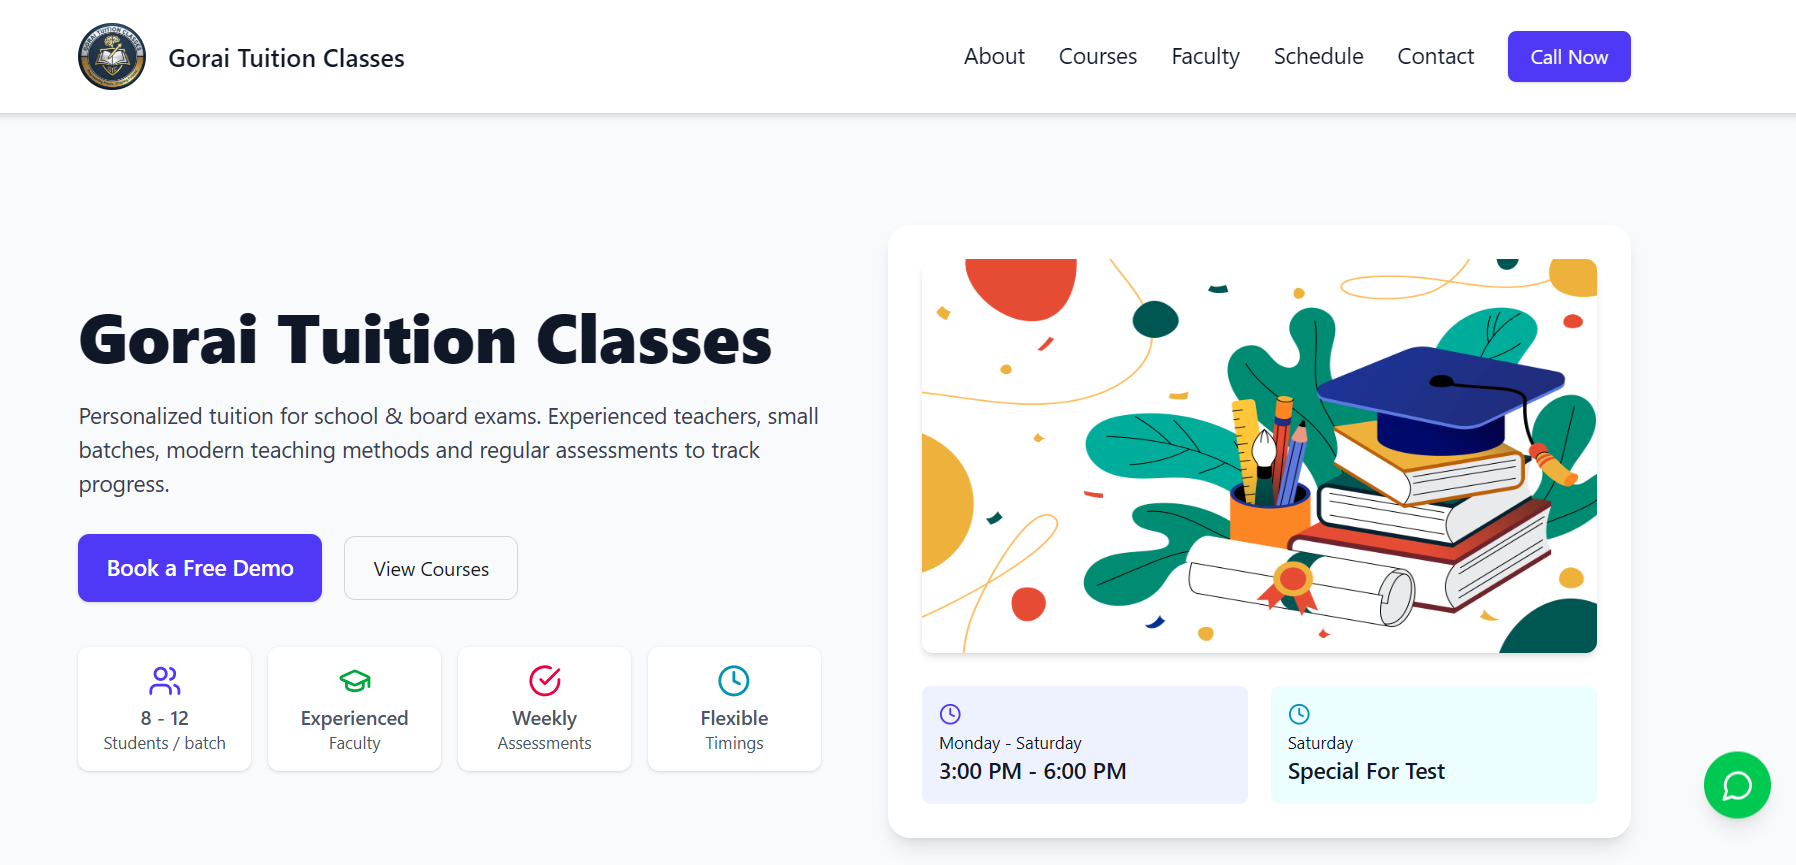 GORAI TUITION CLASSES
Gorai Tuition Classes
About
Courses
Faculty
Schedule
Contact
Call Now
Gorai Tuition Classes
Personalized tuition for school & board exams. Experienced teachers, small
batches, modern teaching methods and regular assessments to track
progress.
Book a Free Demo
View Courses
8 - 12
Students / batch
Experienced
Faculty
Weekly
Assessments
Flexible
Timings
Monday - Saturday
3:00 PM - 6:00 PM
Saturday
Special For Test